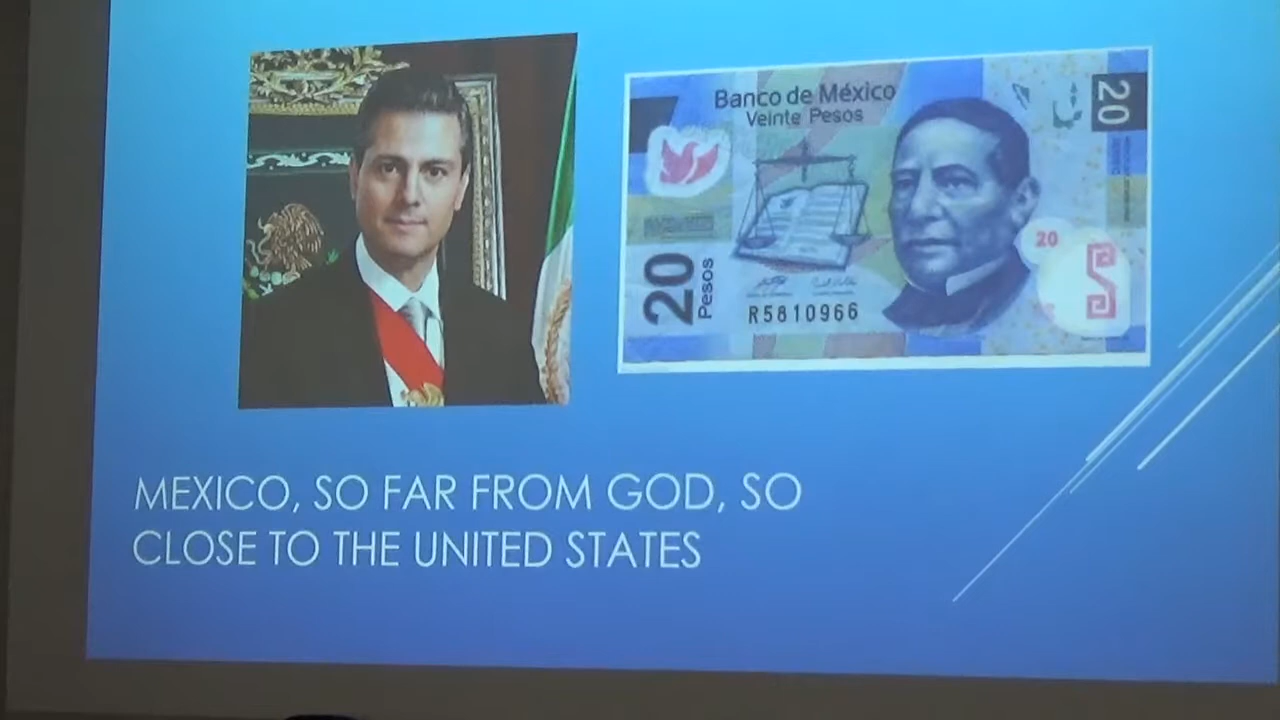 Banco de México
Veinte Pesos
20
20
20
Pesos
R5810966
MEXICO, SO FAR FROM GOD, SO
CLOSE TO THE UNITED STATES